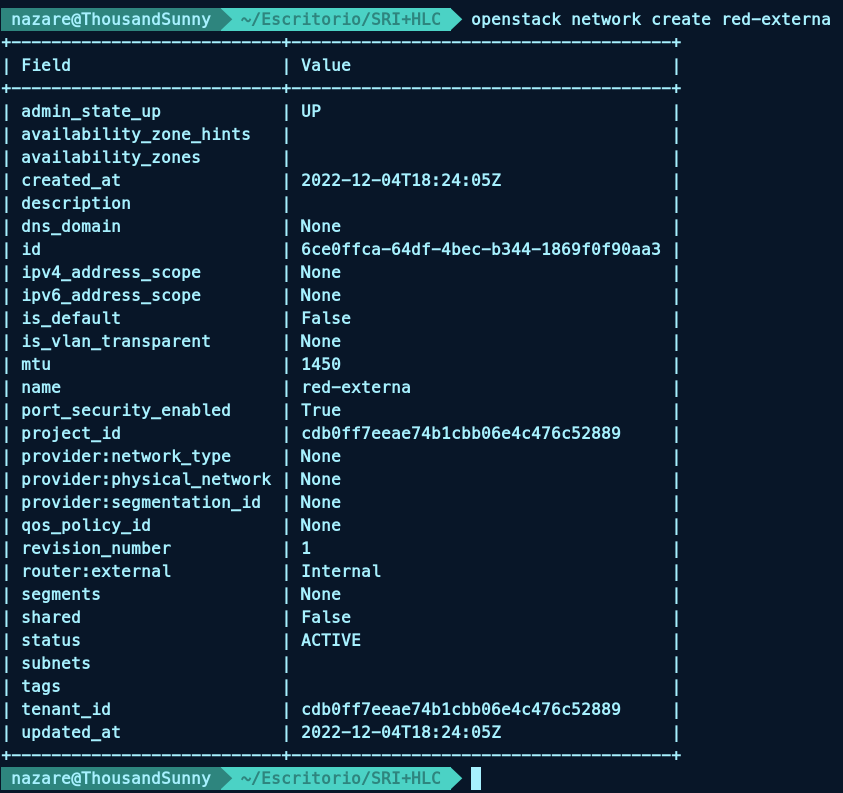 nazare@ThousandSunny ~/Escritorio/SRI+HLC openstack network create red-externa
+---------------------------+--------------------------------------+
| Field                     | Value                                |
+---------------------------+--------------------------------------+
| admin_state_up            | UP                                   |
| availability_zone_hints   |                                      |
| availability_zones        |                                      |
| created_at                | 2022-12-04T18:24:05Z                 |
| description               |                                      |
| dns_domain                | None                                 |
| id                        | 6ce0ffca-64df-4bec-b344-1869f0f90aa3 |
| ipv4_address_scope        | None                                 |
| ipv6_address_scope        | None                                 |
| is_default                | False                                |
| is_vlan_transparent       | None                                 |
| mtu                       | 1450                                 |
| name                      | red-externa                          |
| port_security_enabled     | True                                 |
| project_id                | cdb0ff7eeae74b1cbb06e4c476c52889     |
| provider:network_type     | None                                 |
| provider:physical_network | None                                 |
| provider:segmentation_id  | None                                 |
| qos_policy_id             | None                                 |
| revision_number           | 1                                    |
| router:external           | Internal                             |
| segments                  | None                                 |
| shared                    | False                                |
| status                    | ACTIVE                               |
| subnets                   |                                      |
| tags                      |                                      |
| tenant_id                 | cdb0ff7eeae74b1cbb06e4c476c52889     |
| updated_at                | 2022-12-04T18:24:05Z                 |
+---------------------------+--------------------------------------+
nazare@ThousandSunny ~/Escritorio/SRI+HLC